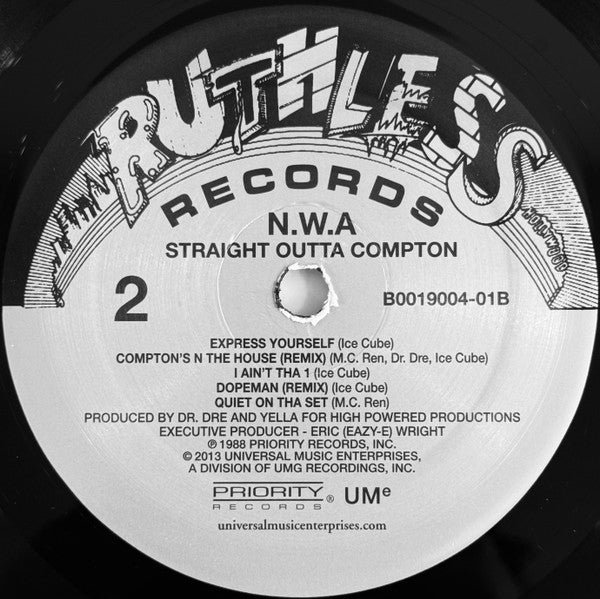 RUTHLESS
RECORDS
N.W.A
STRAIGHT OUTTA COMPTON
2
B0019004-01B
EXPRESS YOURSELF (Ice Cube)
COMPTON'S N THE HOUSE (REMIX) (M.C. Ren, Dr. Dre, Ice Cube)
I AIN'T THA 1 (Ice Cube)
DOPEMAN (REMIX) (Ice Cube)
QUIET ON THA SET (M.C. Ren)
PRODUCED BY DR. DRE AND YELLA FOR HIGH POWERED PRODUCTIONS
EXECUTIVE PRODUCER - ERIC (EAZY-E) WRIGHT
℗ 1988 PRIORITY RECORDS, INC.
© 2013 UNIVERSAL MUSIC ENTERPRISES,
A DIVISION OF UMG RECORDINGS, INC.
PRIORITY
RECORDS ® UMe
universalmusicenterprises.com